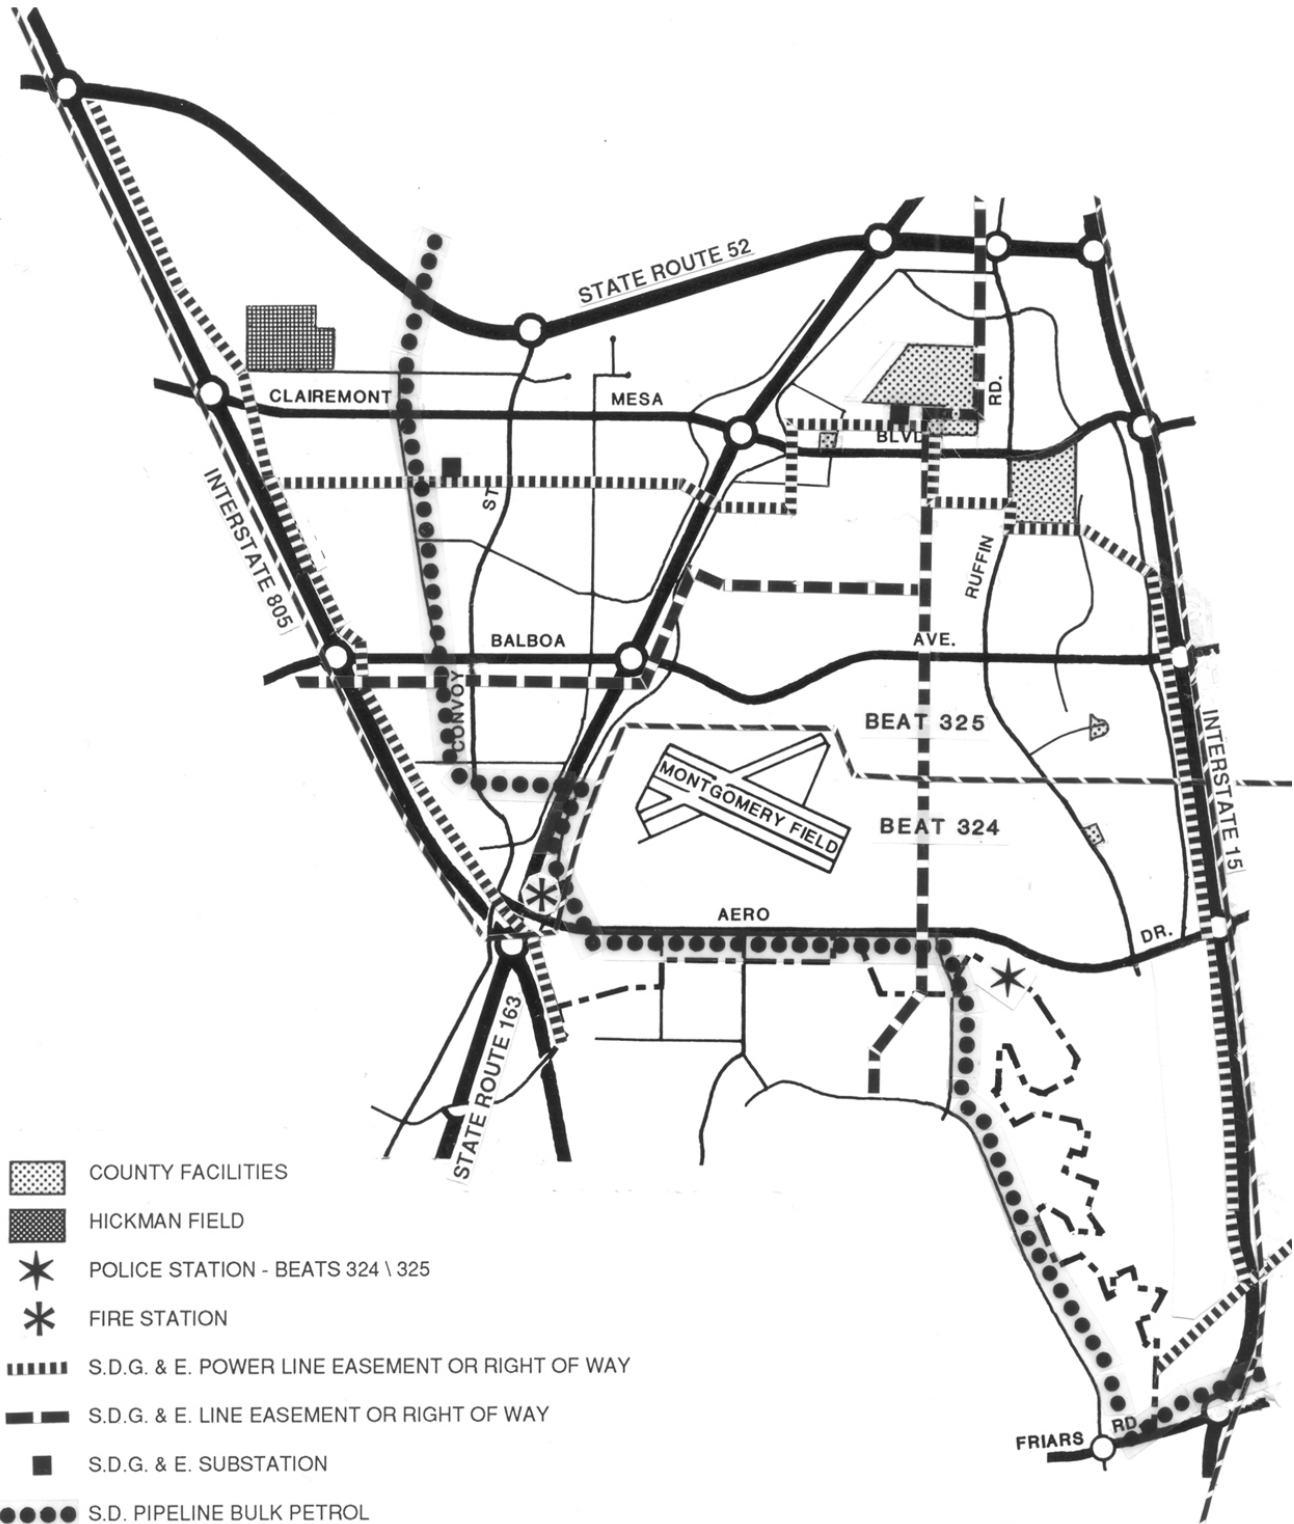 STATE ROUTE 52
CLAIREMONT MESA BLVD
RD.
INTERSTATE 805
ST
RUFFIN
BALBOA AVE.
CONVOY
BEAT 325
INTERSTATE 15
MONTGOMERY FIELD
BEAT 324
AERO DR.
STATE ROUTE 163
FRIARS RD
COUNTY FACILITIES
HICKMAN FIELD
POLICE STATION - BEATS 324 \ 325
FIRE STATION
S.D.G. & E. POWER LINE EASEMENT OR RIGHT OF WAY
S.D.G. & E. LINE EASEMENT OR RIGHT OF WAY
S.D.G. & E. SUBSTATION
S.D. PIPELINE BULK PETROL